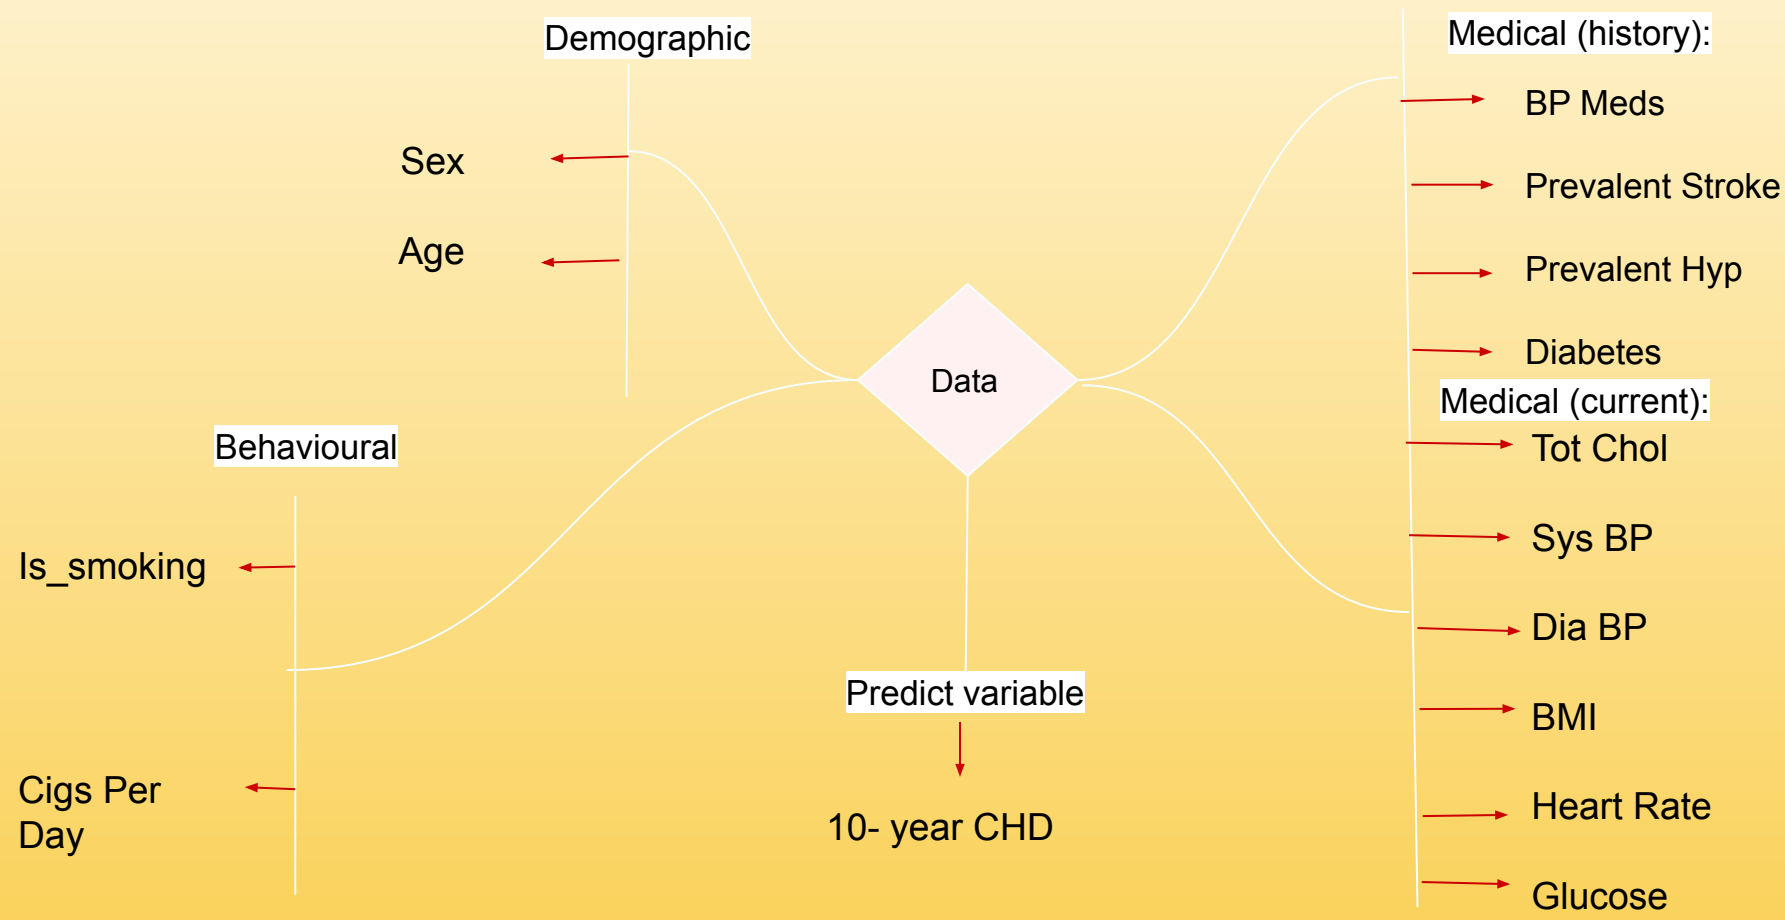 Demographic
Sex
Age
Behavioural
Is_smoking
Cigs Per
Day
Data
Predict variable
10- year CHD
Medical (history):
BP Meds
Prevalent Stroke
Prevalent Hyp
Diabetes
Medical (current):
Tot Chol
Sys BP
Dia BP
BMI
Heart Rate
Glucose